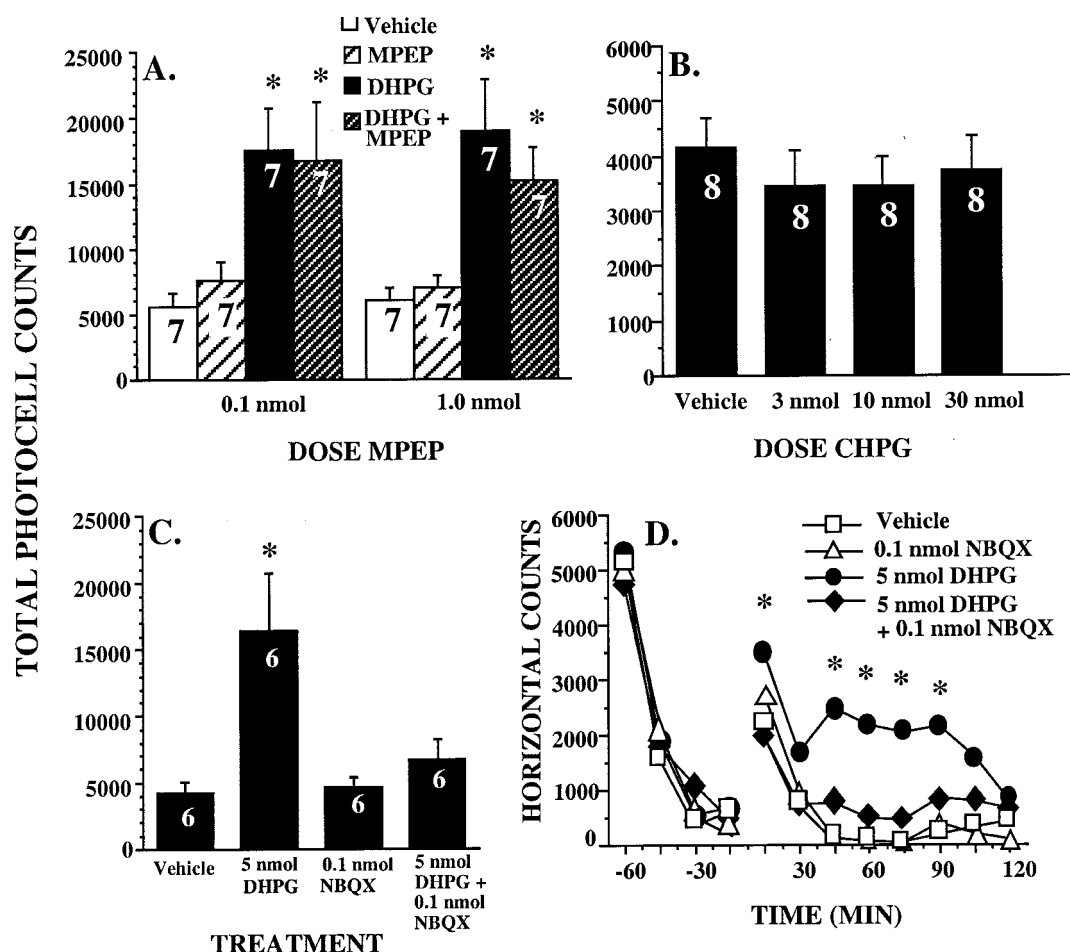 TOTAL PHOTOCELL COUNTS
A.
Vehicle
MPEP
DHPG
DHPG +
MPEP
25000
20000
15000
10000
5000
0
* * * *
7 7 7 7 7 7 7 7
0.1 nmol 1.0 nmol
DOSE MPEP
B.
6000
5000
4000
3000
2000
1000
0
8 8 8 8
Vehicle 3 nmol 10 nmol 30 nmol
DOSE CHPG
C.
25000
20000
15000
10000
5000
0
*
6 6 6 6
Vehicle
5 nmol
DHPG
0.1 nmol
NBQX
5 nmol
DHPG +
0.1 nmol
NBQX
TREATMENT
D.
HORIZONTAL COUNTS
6000
5000
4000
3000
2000
1000
0
Vehicle
0.1 nmol NBQX
5 nmol DHPG
5 nmol DHPG
+ 0.1 nmol NBQX
* * * * *
-60 -30 30 60 90 120
TIME (MIN)